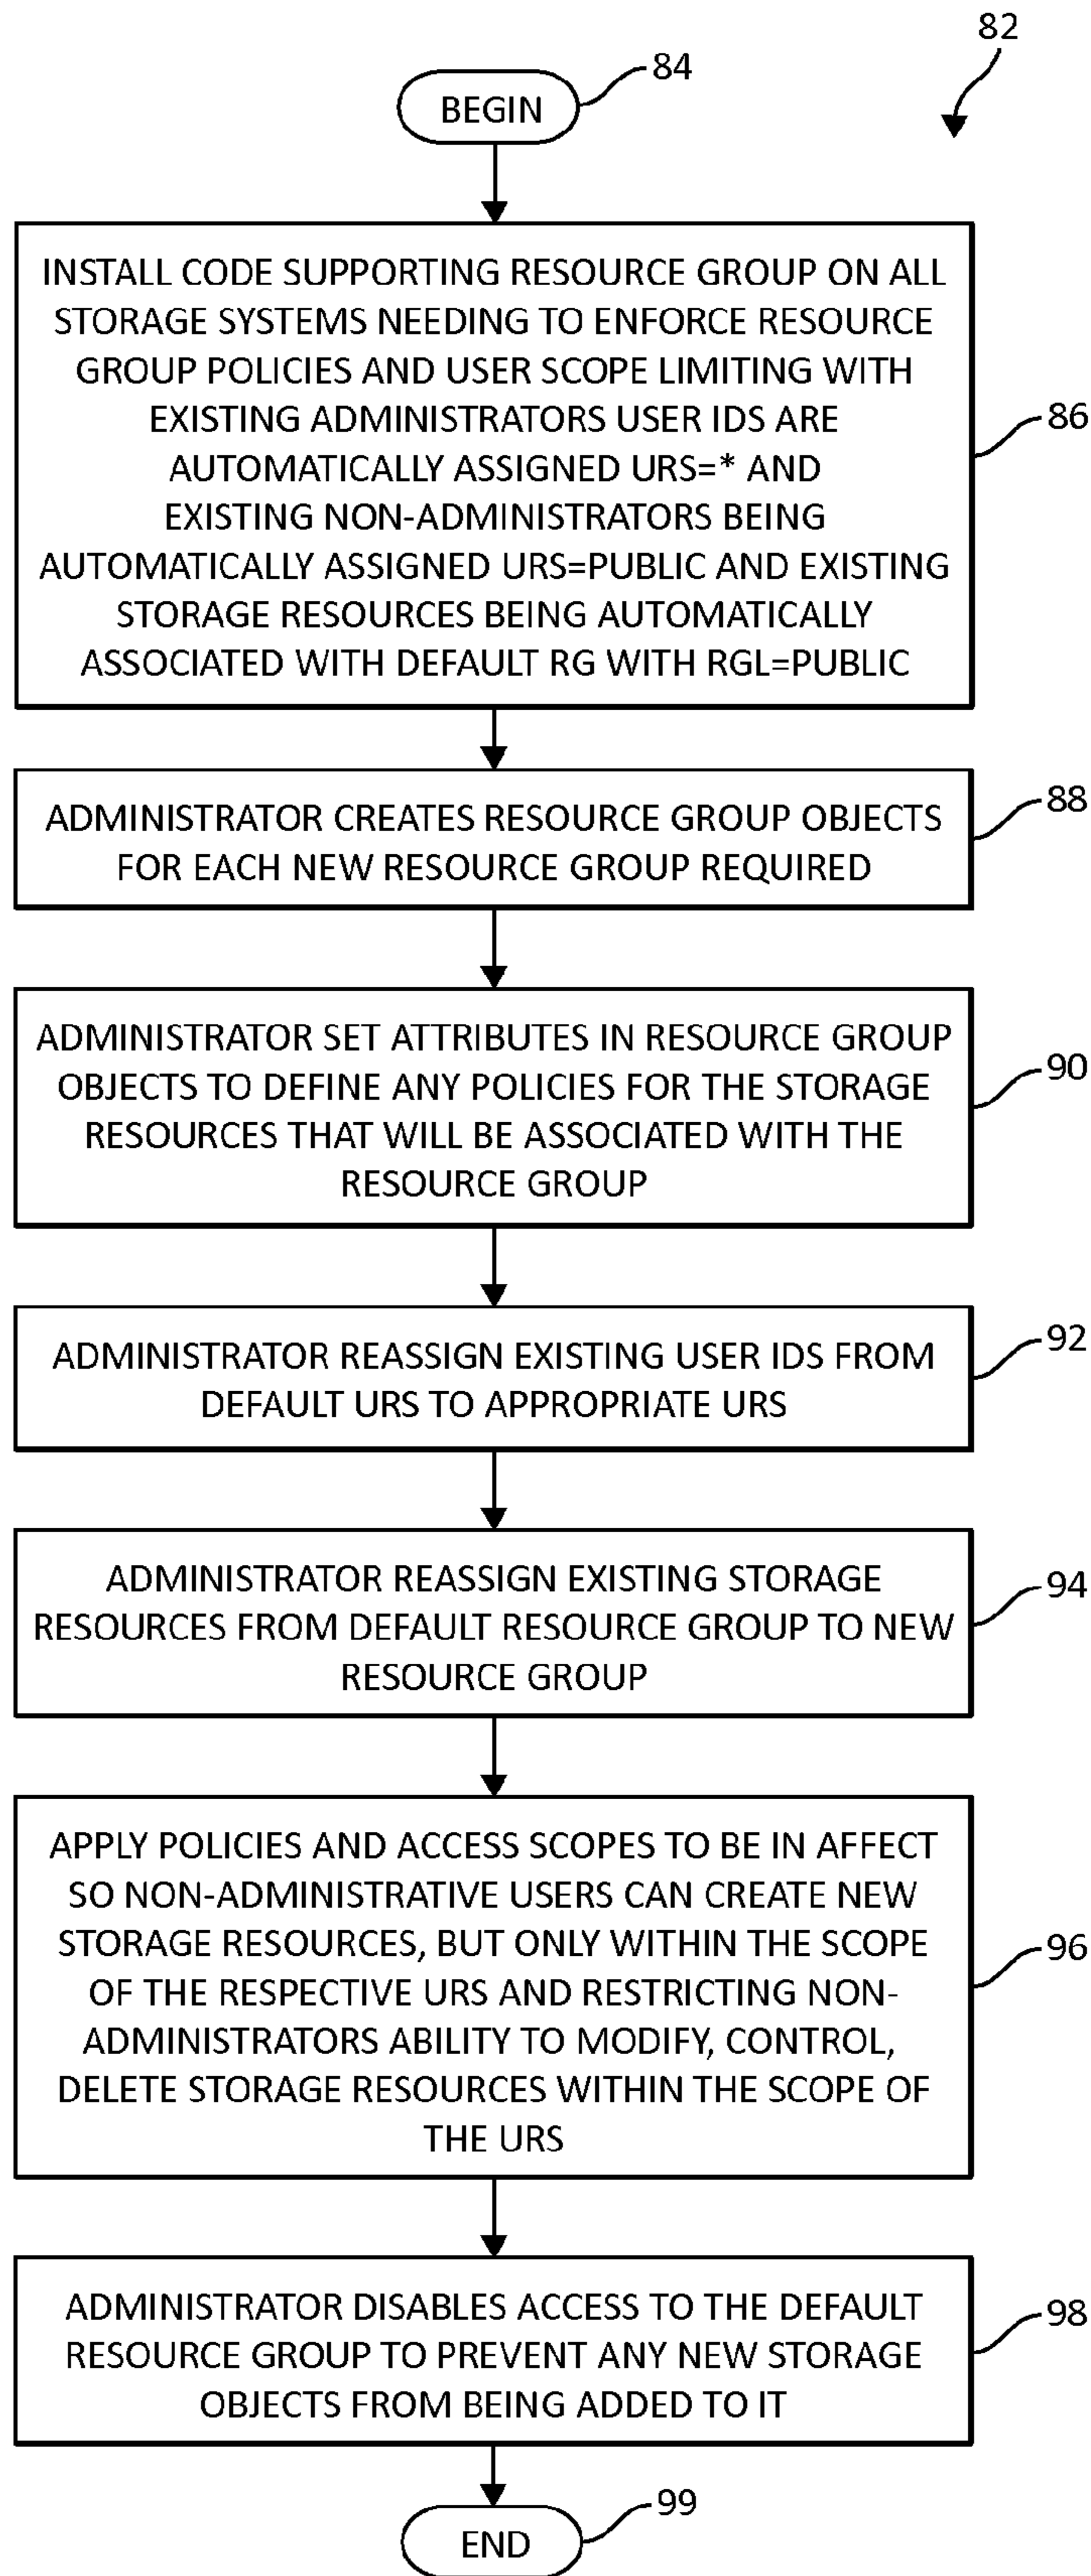 82
84
BEGIN
INSTALL CODE SUPPORTING RESOURCE GROUP ON ALL
STORAGE SYSTEMS NEEDING TO ENFORCE RESOURCE
GROUP POLICIES AND USER SCOPE LIMITING WITH
EXISTING ADMINISTRATORS USER IDS ARE
AUTOMATICALLY ASSIGNED URS=* AND
EXISTING NON-ADMINISTRATORS BEING
AUTOMATICALLY ASSIGNED URS=PUBLIC AND EXISTING
STORAGE RESOURCES BEING AUTOMATICALLY
ASSOCIATED WITH DEFAULT RG WITH RGL=PUBLIC
86
ADMINISTRATOR CREATES RESOURCE GROUP OBJECTS
FOR EACH NEW RESOURCE GROUP REQUIRED
88
ADMINISTRATOR SET ATTRIBUTES IN RESOURCE GROUP
OBJECTS TO DEFINE ANY POLICIES FOR THE STORAGE
RESOURCES THAT WILL BE ASSOCIATED WITH THE
RESOURCE GROUP
90
ADMINISTRATOR REASSIGN EXISTING USER IDS FROM
DEFAULT URS TO APPROPRIATE URS
92
ADMINISTRATOR REASSIGN EXISTING STORAGE
RESOURCES FROM DEFAULT RESOURCE GROUP TO NEW
RESOURCE GROUP
94
APPLY POLICIES AND ACCESS SCOPES TO BE IN AFFECT
SO NON-ADMINISTRATIVE USERS CAN CREATE NEW
STORAGE RESOURCES, BUT ONLY WITHIN THE SCOPE
OF THE RESPECTIVE URS AND RESTRICTING NON-
ADMINISTRATORS ABILITY TO MODIFY, CONTROL,
DELETE STORAGE RESOURCES WITHIN THE SCOPE OF
THE URS
96
ADMINISTRATOR DISABLES ACCESS TO THE DEFAULT
RESOURCE GROUP TO PREVENT ANY NEW STORAGE
OBJECTS FROM BEING ADDED TO IT
98
99
END